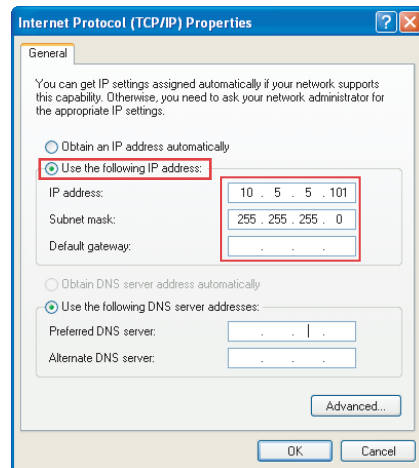 Internet Protocol (TCP/IP) Properties
General
You can get IP settings assigned automatically if your network supports
this capability. Otherwise, you need to ask your network administrator for
the appropriate IP settings.
Obtain an IP address automatically
Use the following IP address:
IP address: 10 . 5 . 5 . 101
Subnet mask: 255 . 255 . 255 . 0
Default gateway: . . .
Obtain DNS server address automatically
Use the following DNS server addresses:
Preferred DNS server: . . .
Alternate DNS server: . . .
Advanced...
OK Cancel